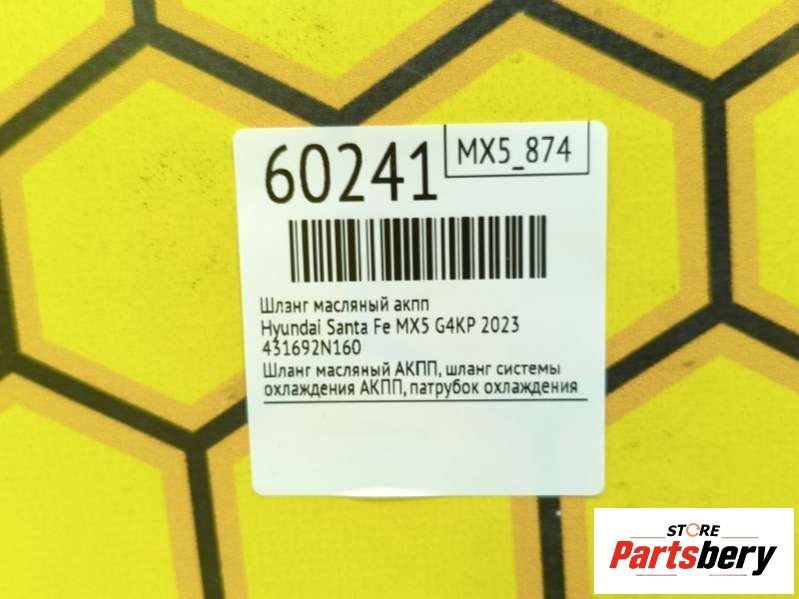 60241
MX5_874
Шлэнг масляный акпп
Hyundai Santa Fe MX5 G4KP 2023
431692N160
Шланг масляный АКПП, шланг системы
охлаждения АКПП, патрубок охлаждения
STORE
Partsbery